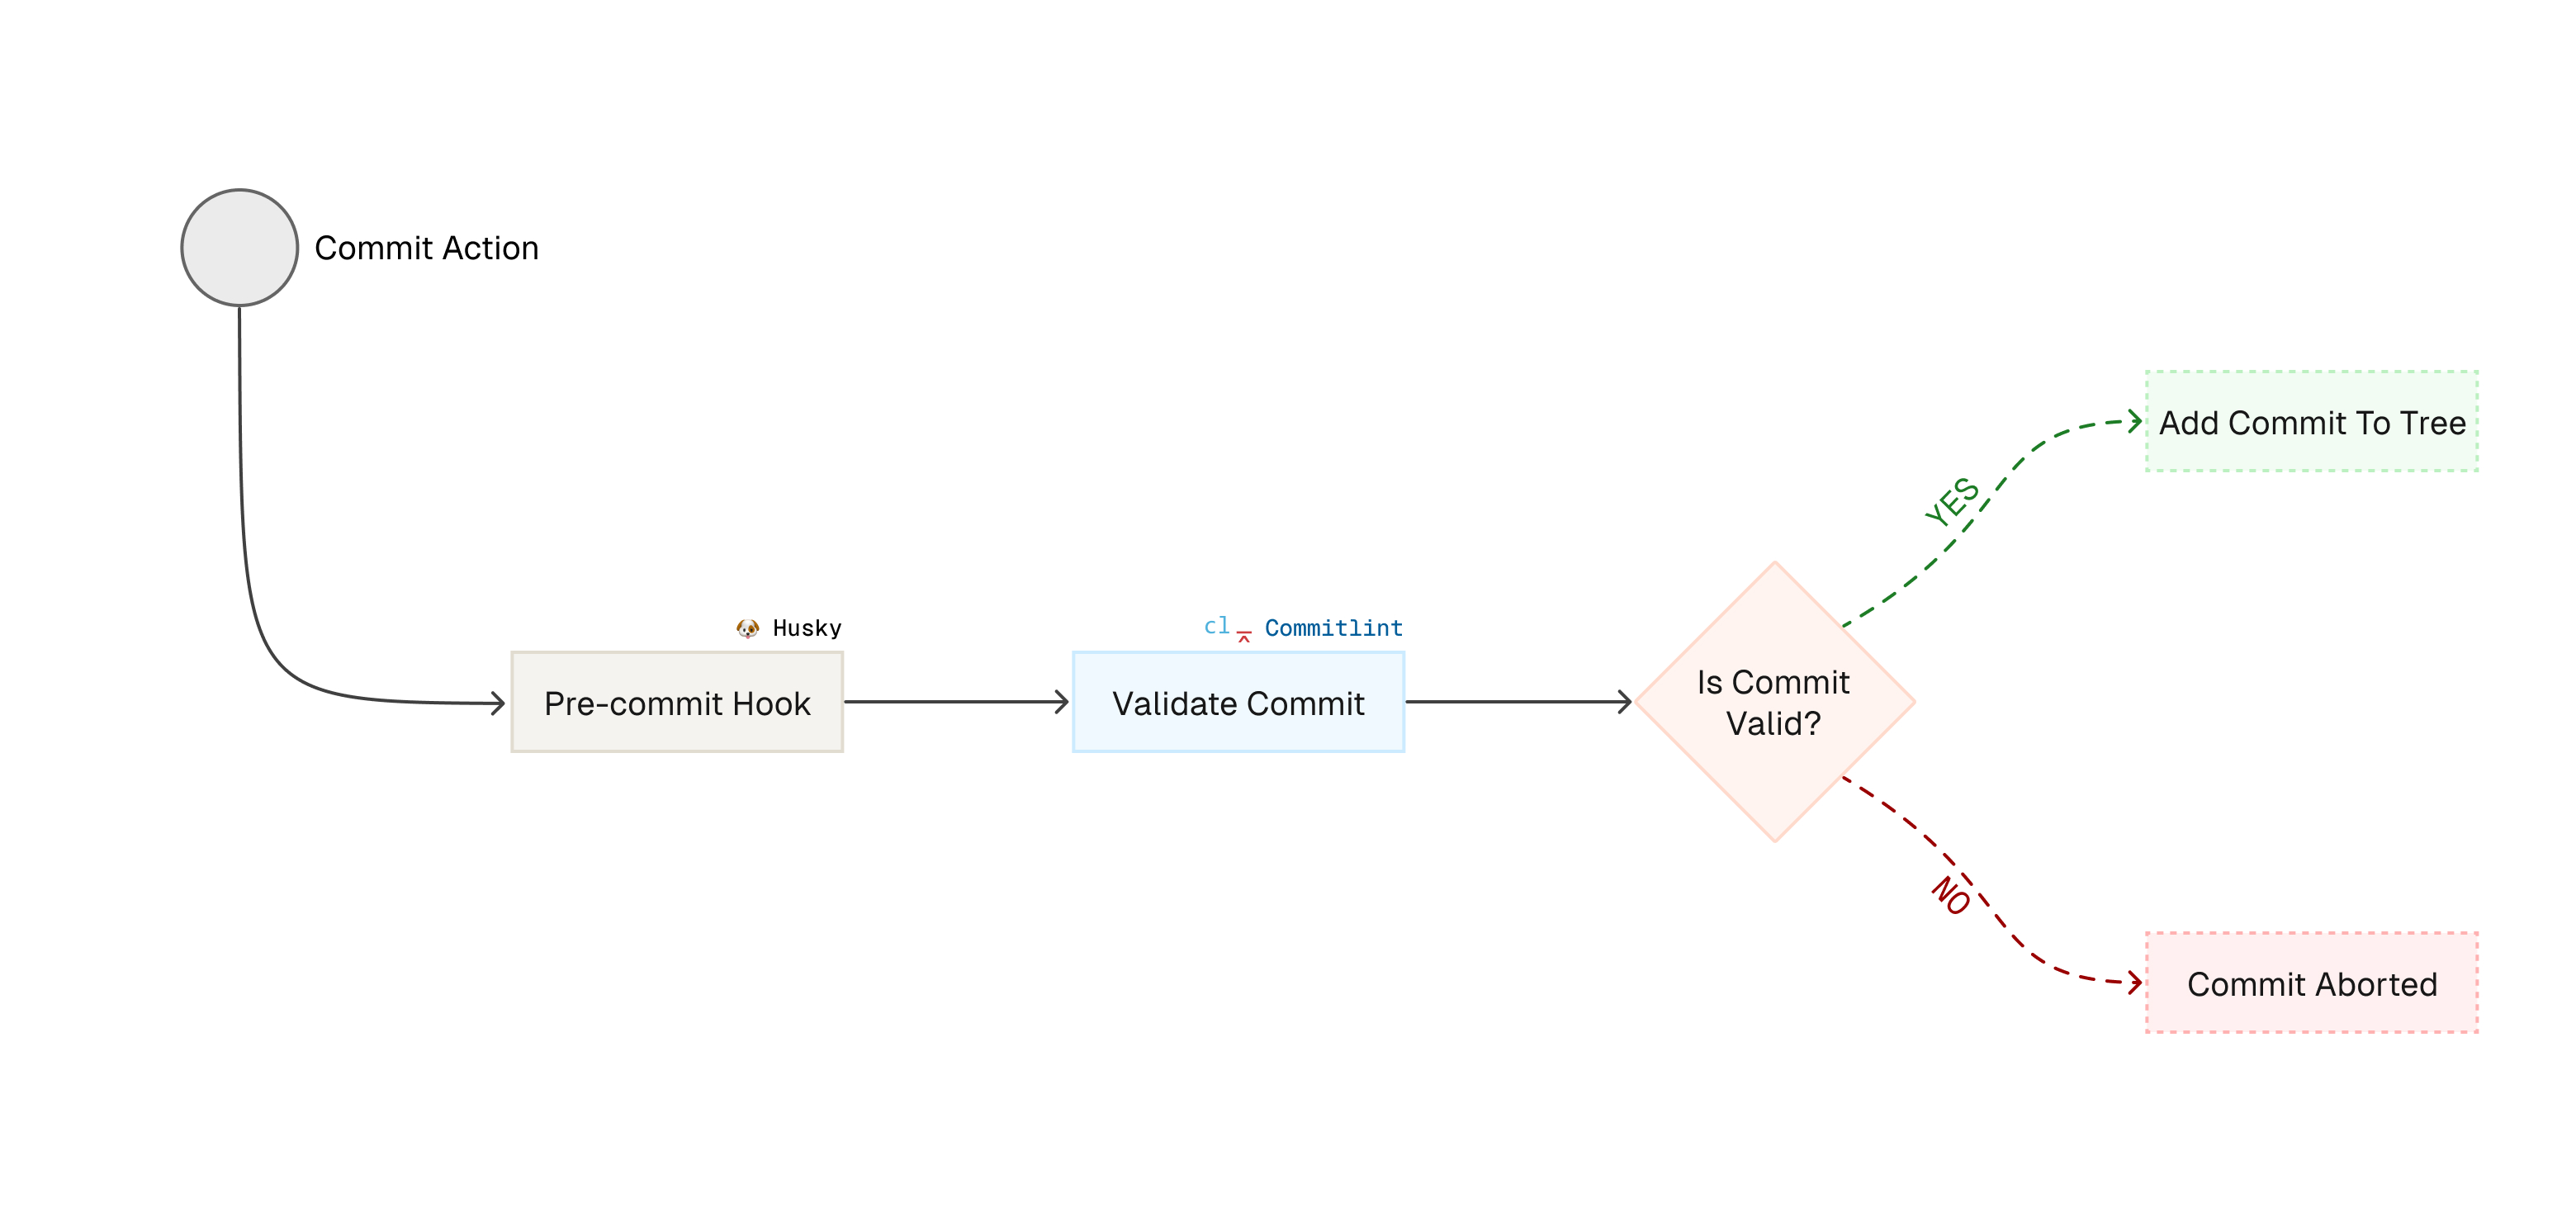 Commit Action
🐶 Husky
Pre-commit Hook
cl Commitlint
Validate Commit
Is Commit
Valid?
YES
Add Commit To Tree
NO
Commit Aborted